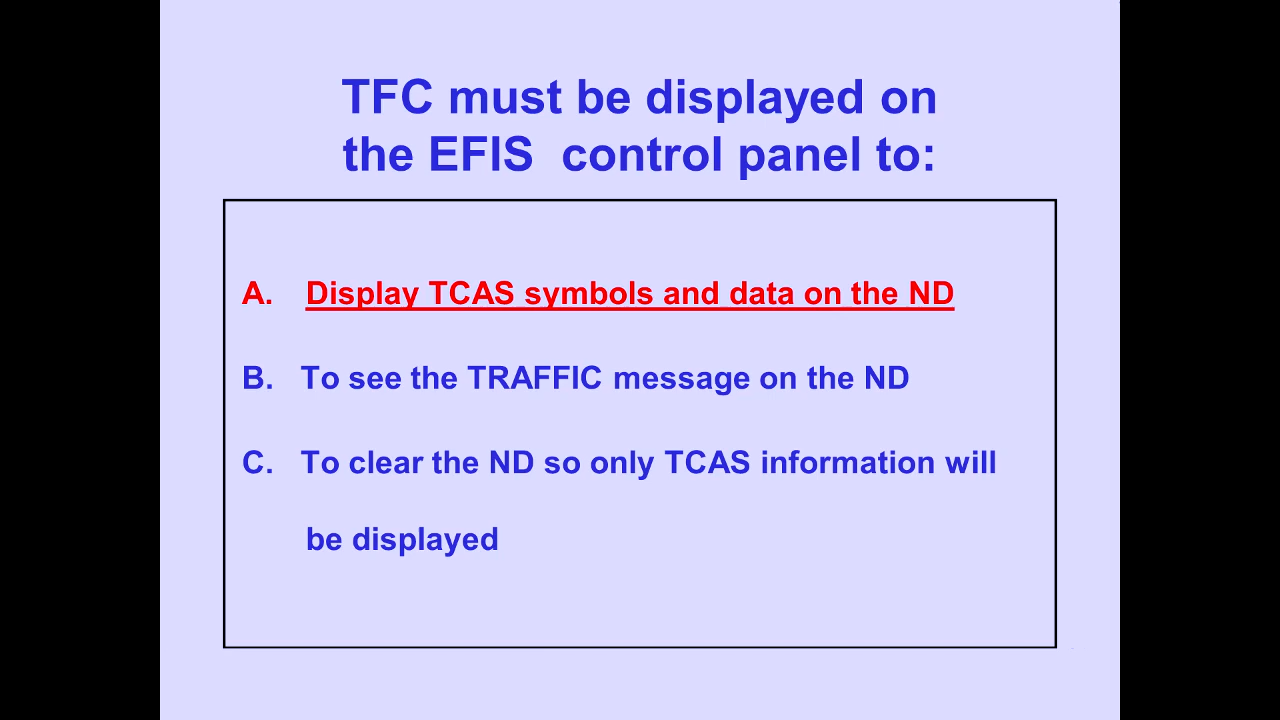 TFC must be displayed on
the EFIS  control panel to:
A. Display TCAS symbols and data on the ND
B. To see the TRAFFIC message on the ND
C. To clear the ND so only TCAS information will
be displayed